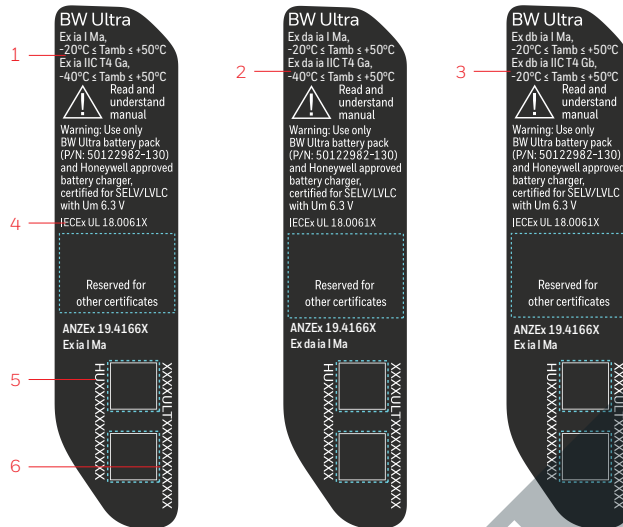 BW Ultra
Ex ia I Ma,
-20°C ≤ Tamb ≤ +50°C
Ex ia IIC T4 Ga,
-40°C ≤ Tamb ≤ +50°C
Read and
understand
manual
Warning: Use only
BW Ultra battery pack
(P/N: 50122982-130)
and Honeywell approved
battery charger,
certified for SELV/LVLC
with Um 6.3 V
IECEx UL 18.0061X
Reserved for
other certificates
ANZEx 19.4166X
Ex ia I Ma
HUXXXXXXXXXXX
XXXXULTXXXXXXXXX
1
4
5
6
BW Ultra
Ex da ia I Ma,
-20°C ≤ Tamb ≤ +50°C
Ex da ia IIC T4 Ga,
-40°C ≤ Tamb ≤ +50°C
Read and
understand
manual
Warning: Use only
BW Ultra battery pack
(P/N: 50122982-130)
and Honeywell approved
battery charger,
certified for SELV/LVLC
with Um 6.3 V
IECEx UL 18.0061X
Reserved for
other certificates
ANZEx 19.4166X
Ex da ia I Ma
HUXXXXXXXXXXX
XXXXULTXXXXXXXXX
2
BW Ultra
Ex db ia I Ma,
-20°C ≤ Tamb ≤ +50°C
Ex db ia IIC T4 Gb,
-20°C ≤ Tamb ≤ +50°C
Read and
understand
manual
Warning: Use only
BW Ultra battery pack
(P/N: 50122982-130)
and Honeywell approved
battery charger,
certified for SELV/LVLC
with Um 6.3 V
IECEx UL 18.0061X
Reserved for
other certificates
ANZEx 19.4166X
Ex ia I Ma
HUXXXXXXXXXXX
XXXXULTXXXXXXXXX
3